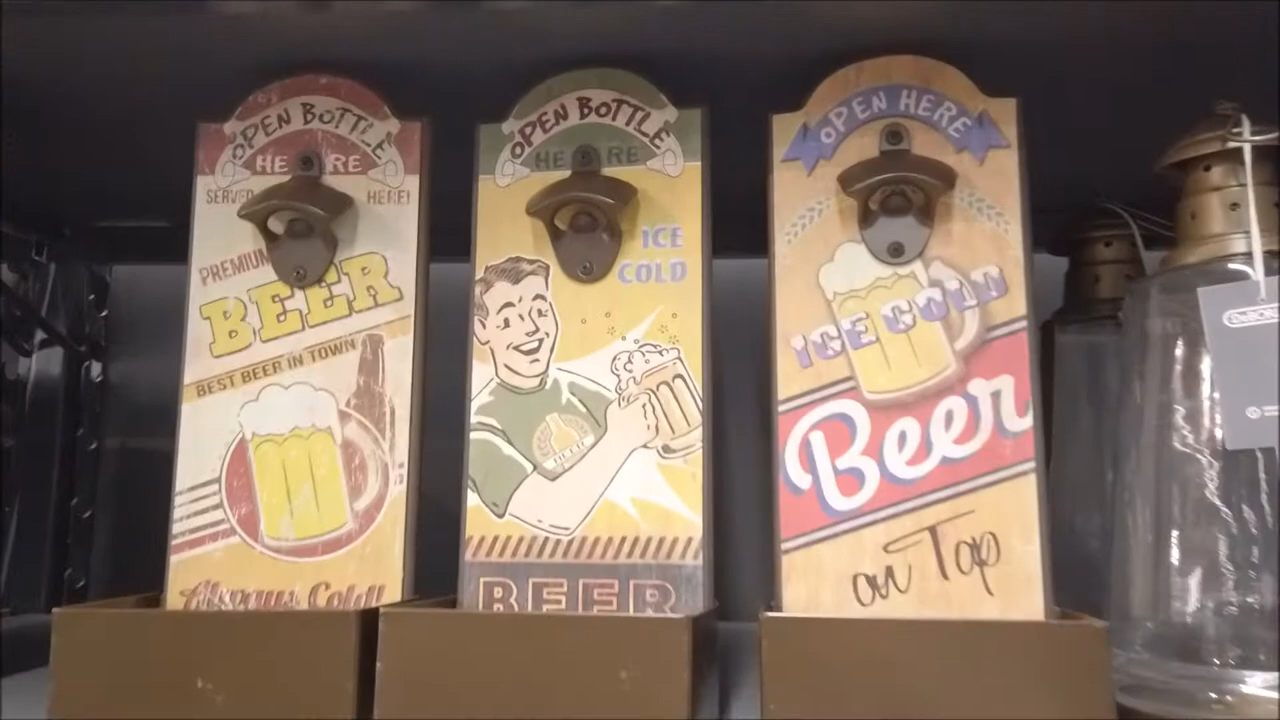 OPEN BOTTLE
HERE
SERVED HERE!
PREMIUM
BEER
BEST BEER IN TOWN
Always Cold!
OPEN BOTTLE
HERE
ICE
COLD
BEER
BEER
OPEN HERE
ICE COLD
Beer
on Tap